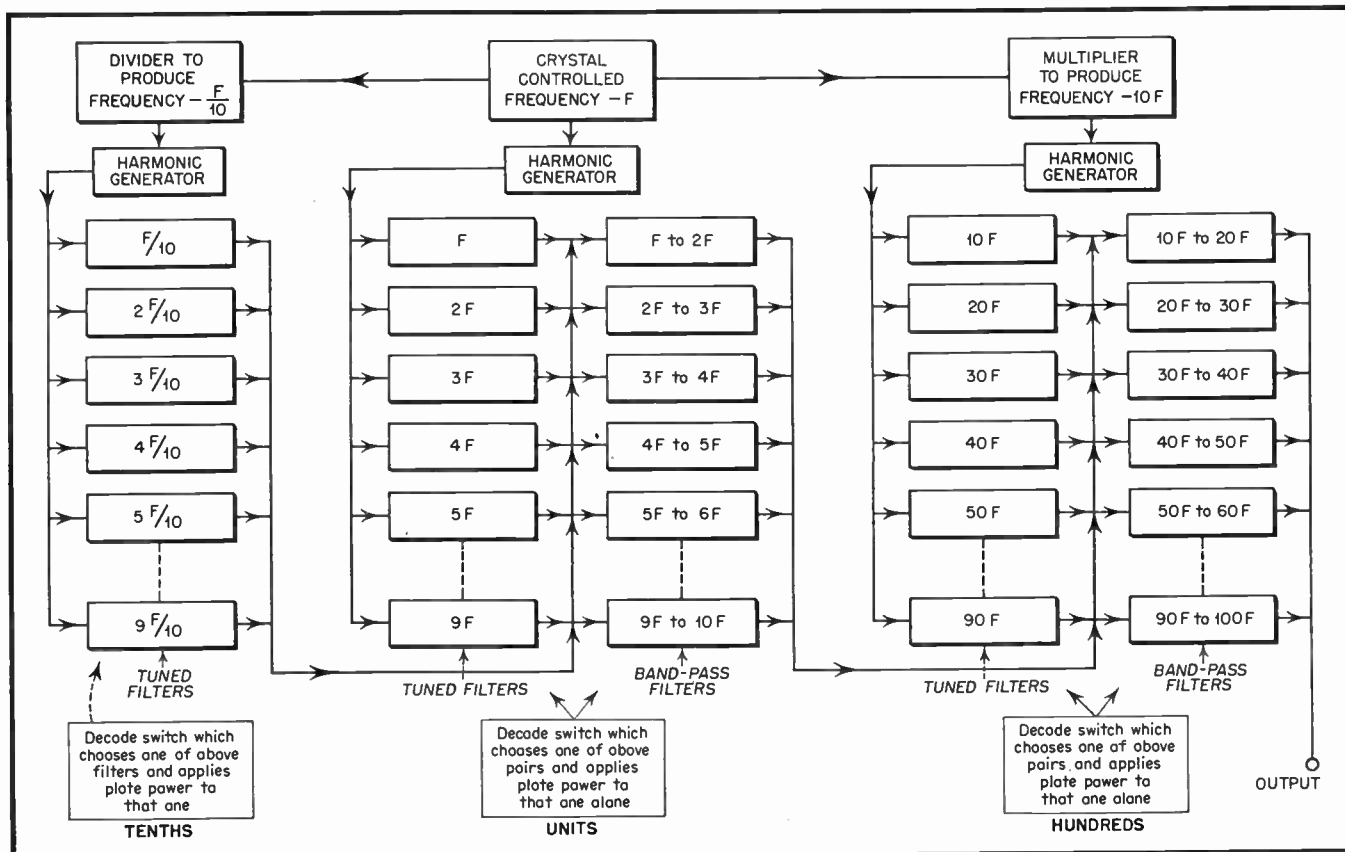 DIVIDER TO
PRODUCE
FREQUENCY – F/10
CRYSTAL
CONTROLLED
FREQUENCY – F
MULTIPLIER
TO PRODUCE
FREQUENCY –10 F
HARMONIC
GENERATOR
HARMONIC
GENERATOR
HARMONIC
GENERATOR
F/10
2 F/10
3 F/10
4 F/10
5 F/10
9 F/10
TUNED
FILTERS
Decode switch which
chooses one of above
filters and applies
plate power to
that one
TENTHS
F
2 F
3 F
4 F
5 F
9 F
TUNED FILTERS
F to 2F
2F to 3F
3F to 4F
4F to 5F
5F to 6F
9F to 10F
BAND-PASS
FILTERS
Decode switch which
chooses one of above
pairs and applies
plate power to
that one alone
UNITS
10 F
20 F
30 F
40 F
50 F
90 F
TUNED FILTERS
10 F to 20 F
20 F to 30 F
30 F to 40 F
40 F to 50 F
50 F to 60 F
90 F to 100 F
BAND-PASS
FILTERS
Decode switch which
chooses one of above
pairs and applies
plate power to
that one alone
HUNDREDS
OUTPUT